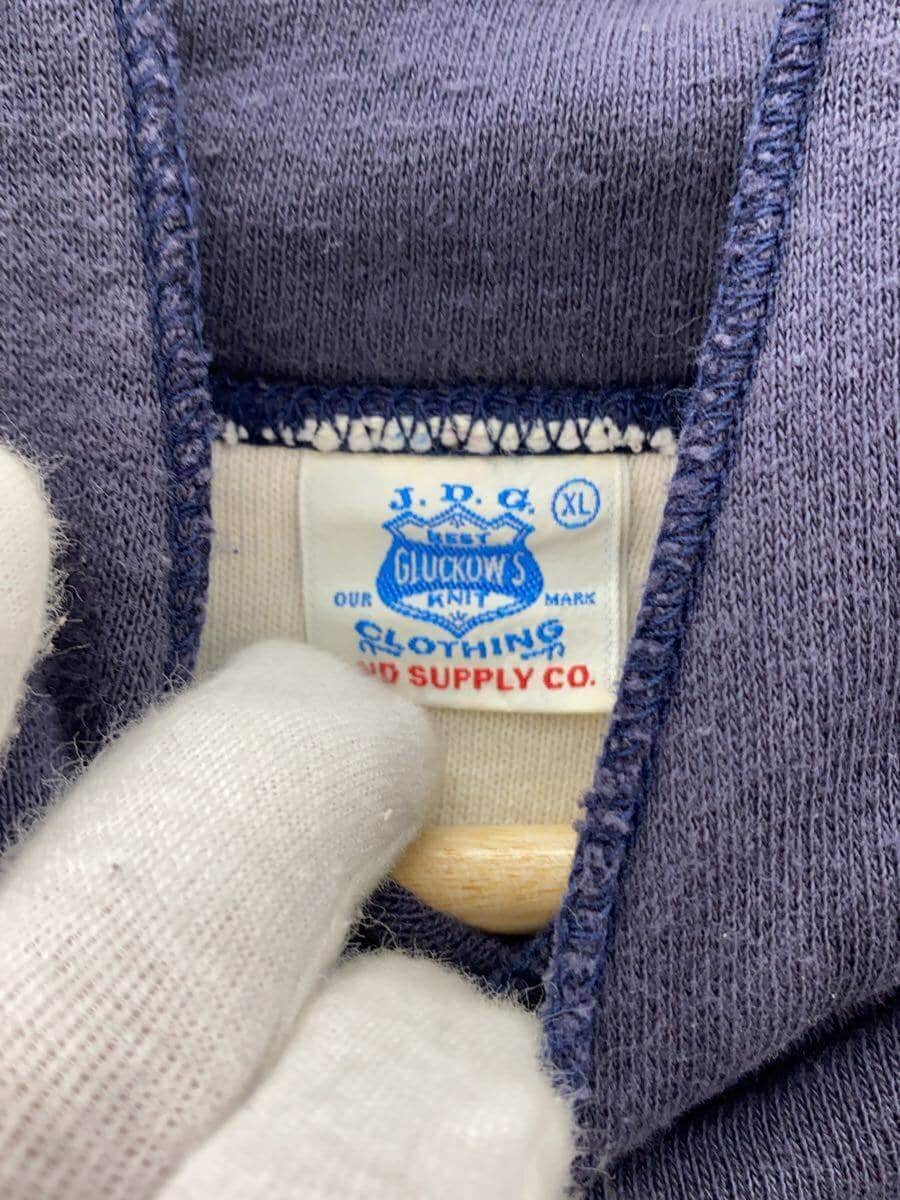 J. D. G. XL
BEST
GLUCKOW'S
OUR KNIT MARK
CLOTHING
SUPPLY CO.